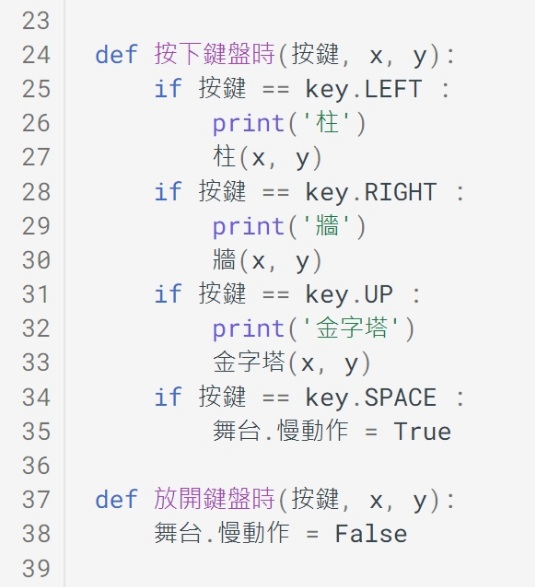 23
24 def 按下鍵盤時(按鍵, x, y):
25     if 按鍵 == key.LEFT :
26         print('柱')
27         柱(x, y)
28     if 按鍵 == key.RIGHT :
29         print('牆')
30         牆(x, y)
31     if 按鍵 == key.UP :
32         print('金字塔')
33         金字塔(x, y)
34     if 按鍵 == key.SPACE :
35         舞台.慢動作 = True
36
37 def 放開鍵盤時(按鍵, x, y):
38     舞台.慢動作 = False
39